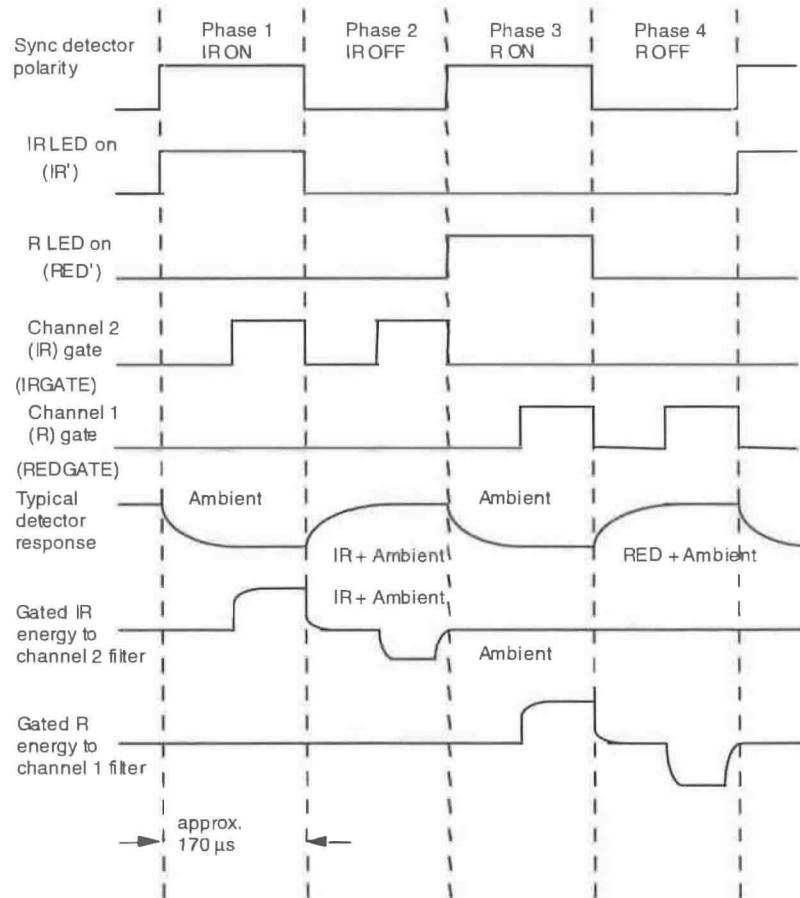 Phase 1 Phase 2 Phase 3 Phase 4
IR ON IR OFF R ON R OFF
Sync detector
polarity
IR LED on
(IR')
R LED on
(RED')
Channel 2
(IR) gate
(IRGATE)
Channel 1
(R) gate
(REDGATE)
Typical
detector
response
Ambient
Ambient
IR + Ambient
RED + Ambient
IR + Ambient
Gated IR
energy to
channel 2 filter
Ambient
Gated R
energy to
channel 1 filter
approx.
170 µs